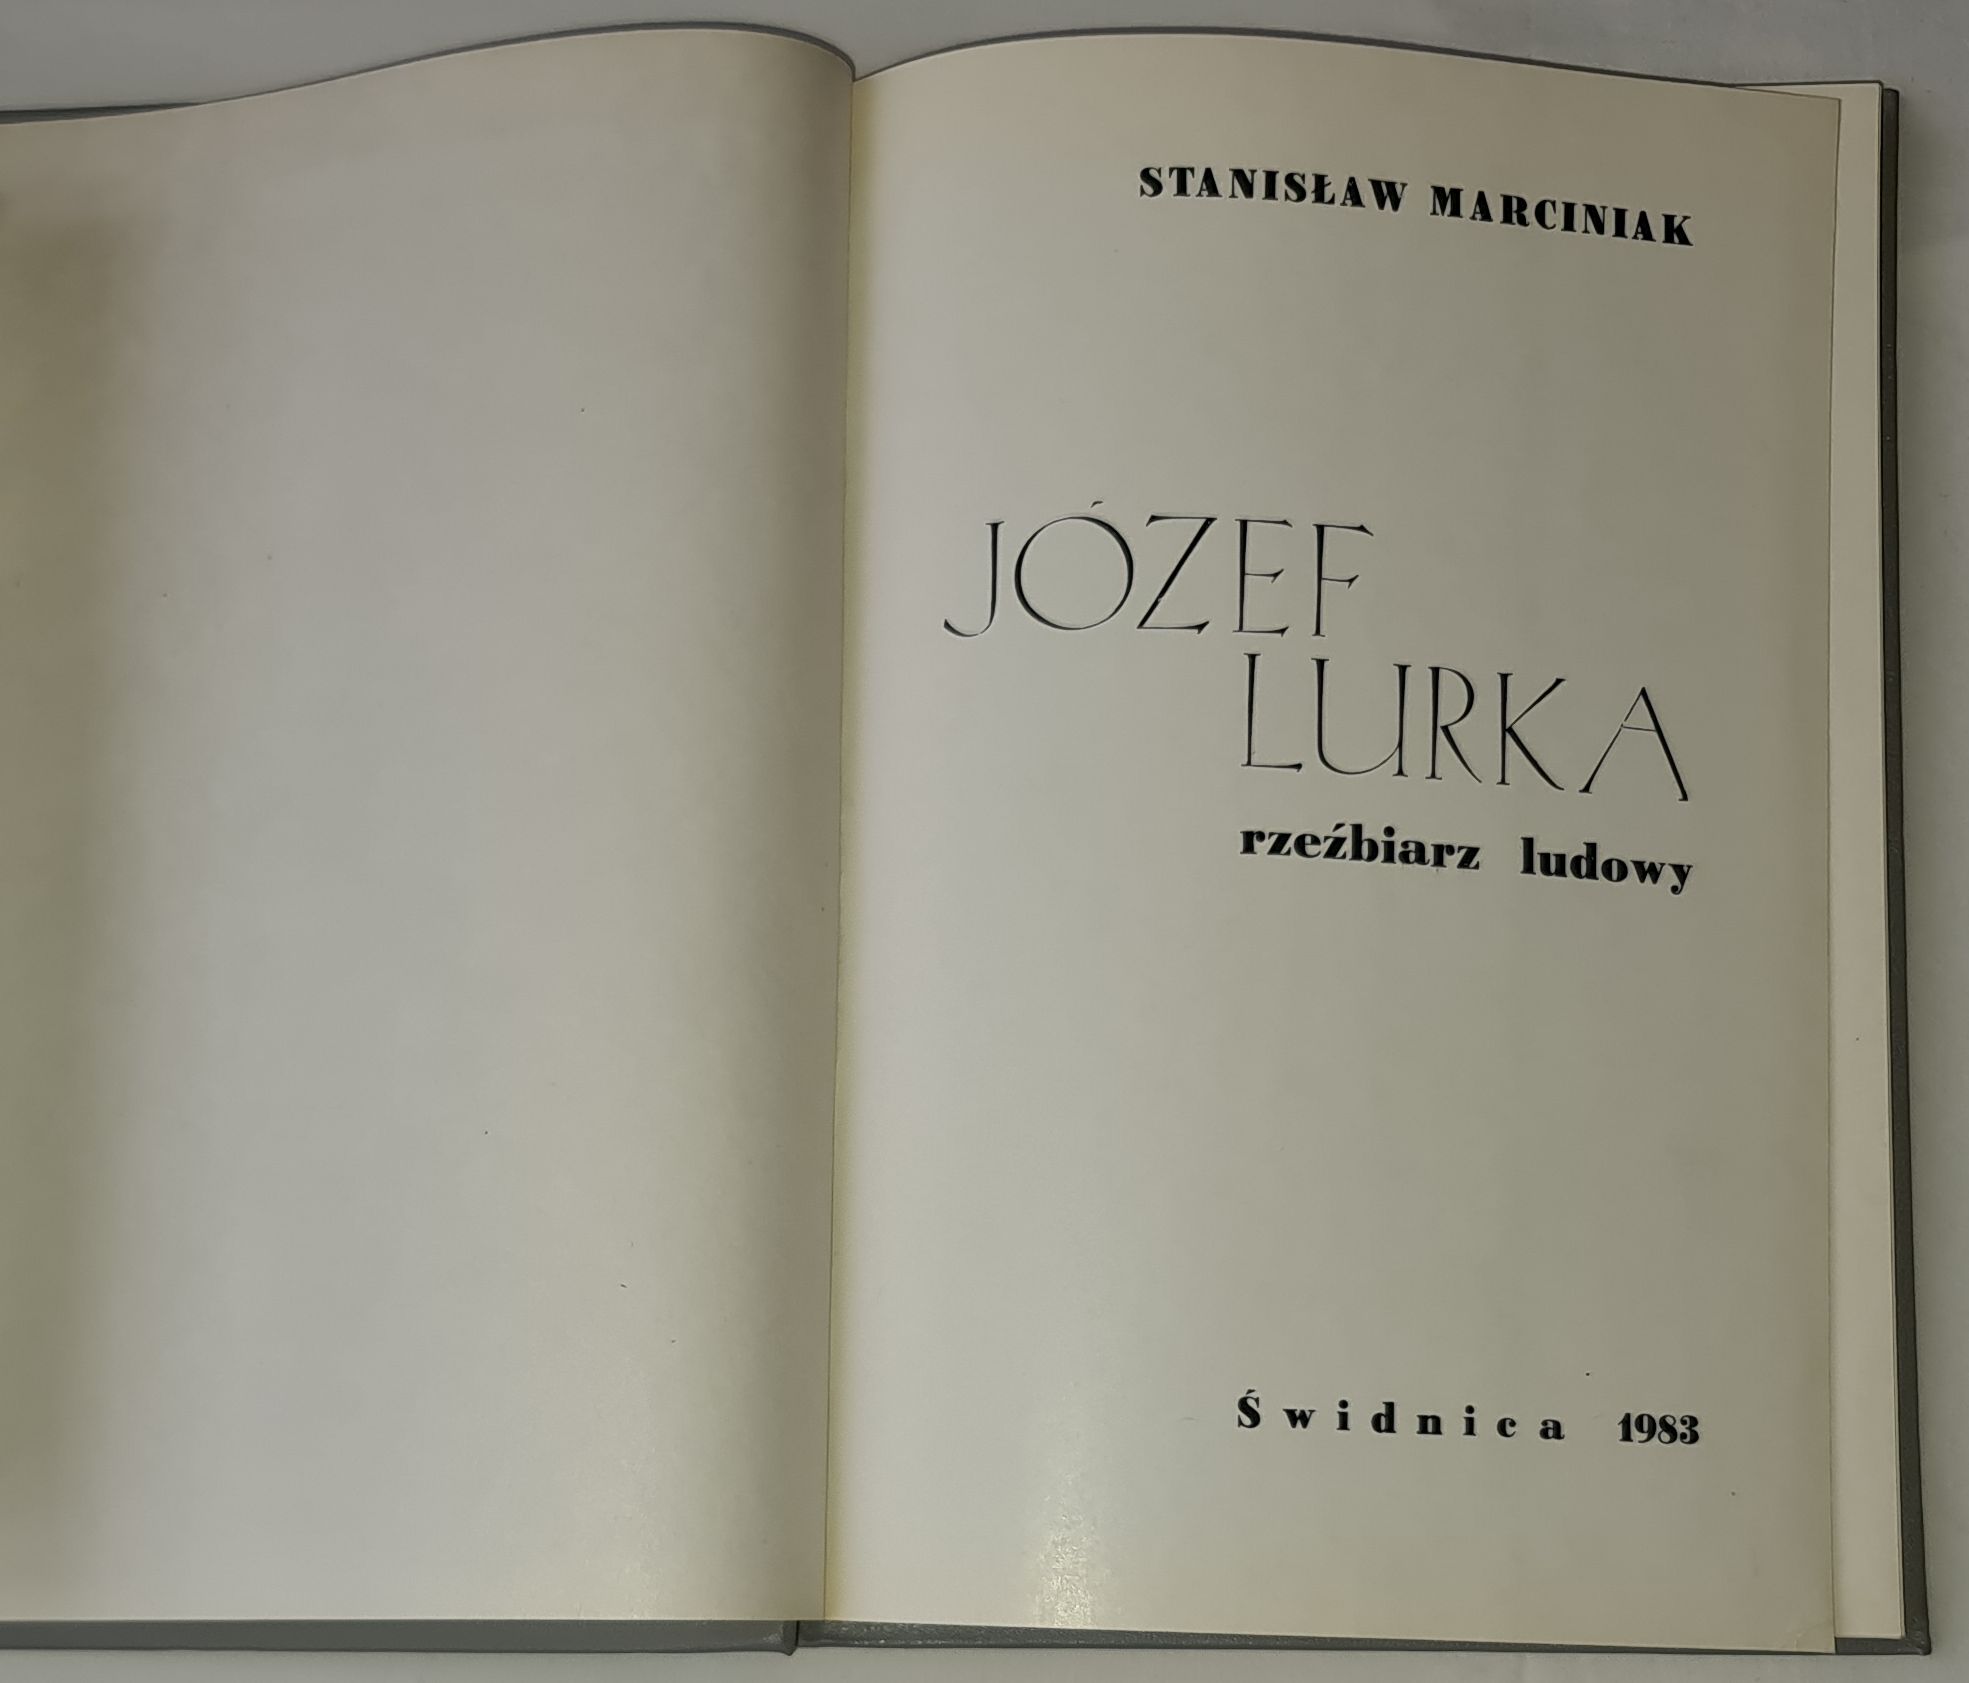 STANISŁAW MARCINIAK
JÓZEF
LURKA
rzeźbiarz ludowy
Świdnica 1983